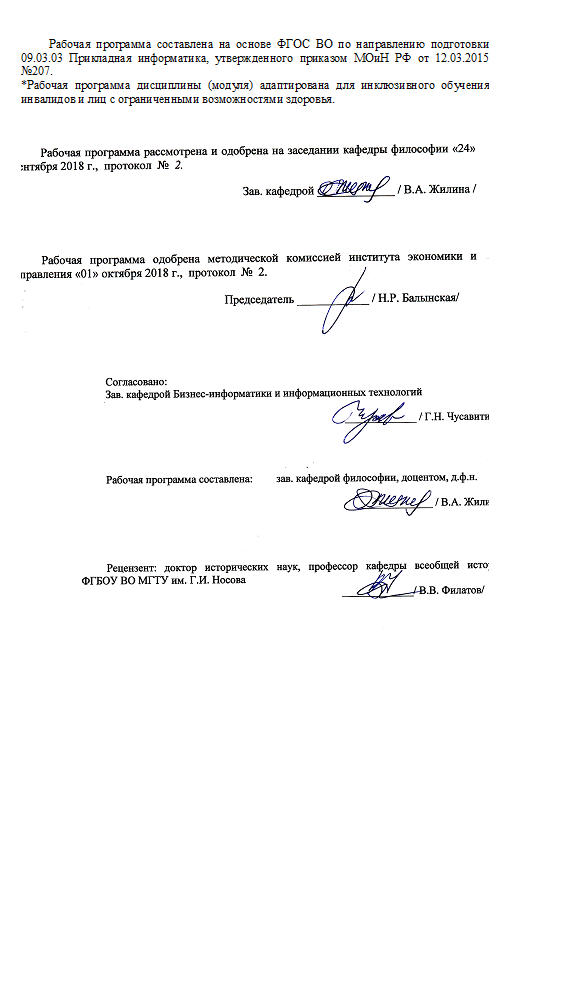 Рабочая программа составлена на основе ФГОС ВО по направлению подготовки
09.03.03 Прикладная информатика, утвержденного приказом МОиН РФ от 12.03.2015
№207.
*Рабочая программа дисциплины (модуля) адаптирована для инклюзивного обучения
инвалидов и лиц с ограниченными возможностями здоровья.
Рабочая программа рассмотрена и одобрена на заседании кафедры философии «24»
нтября 2018 г., протокол № 2.
Зав. кафедрой / В.А. Жилина /
Рабочая программа одобрена методической комиссией института экономики и
правления «01» октября 2018 г., протокол № 2.
Председатель / Н.Р. Балынская/
Согласовано:
Зав. кафедрой Бизнес-информатики и информационных технологий
/ Г.Н. Чусавити
Рабочая программа составлена: зав. кафедрой философии, доцентом, д.ф.н.
/ В.А. Жили
Рецензент: доктор исторических наук, профессор кафедры всеобщей исто
ФГБОУ ВО МГТУ им. Г.И. Носова
/ В.В. Филатов/